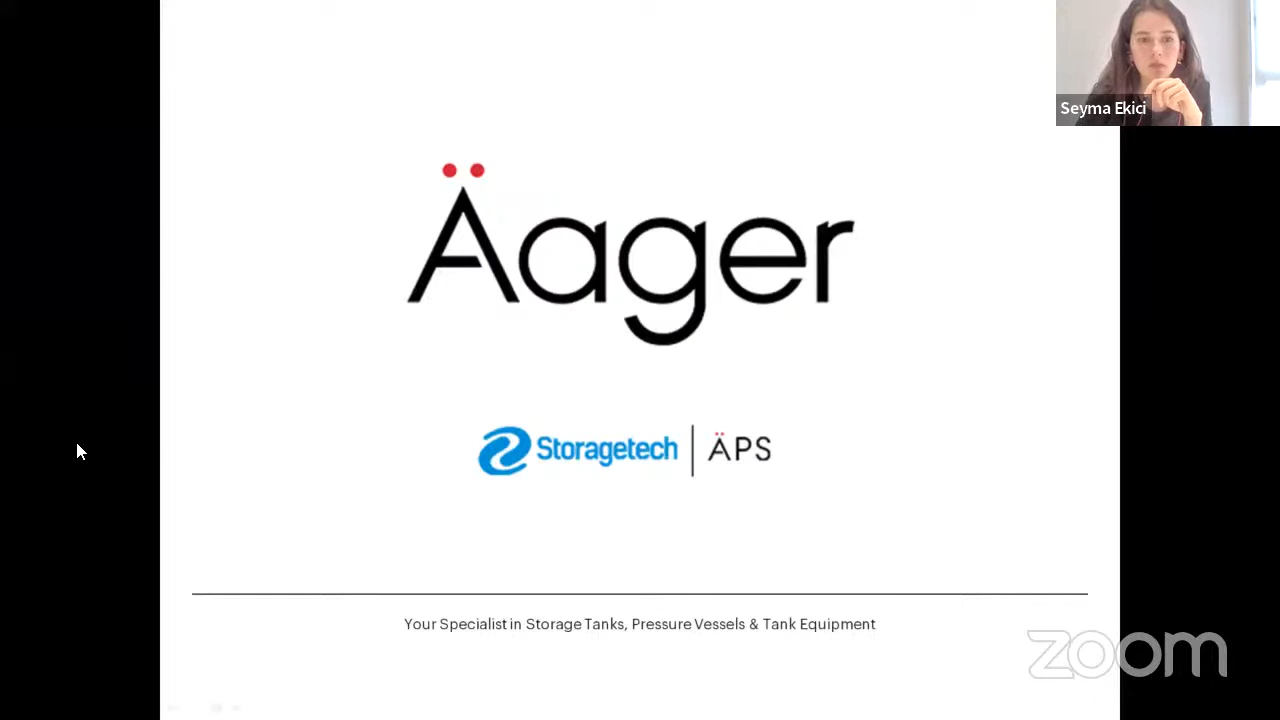 Seyma Ekici
Äager
Storagetech | ÄPS
Your Specialist in Storage Tanks, Pressure Vessels & Tank Equipment
zoom